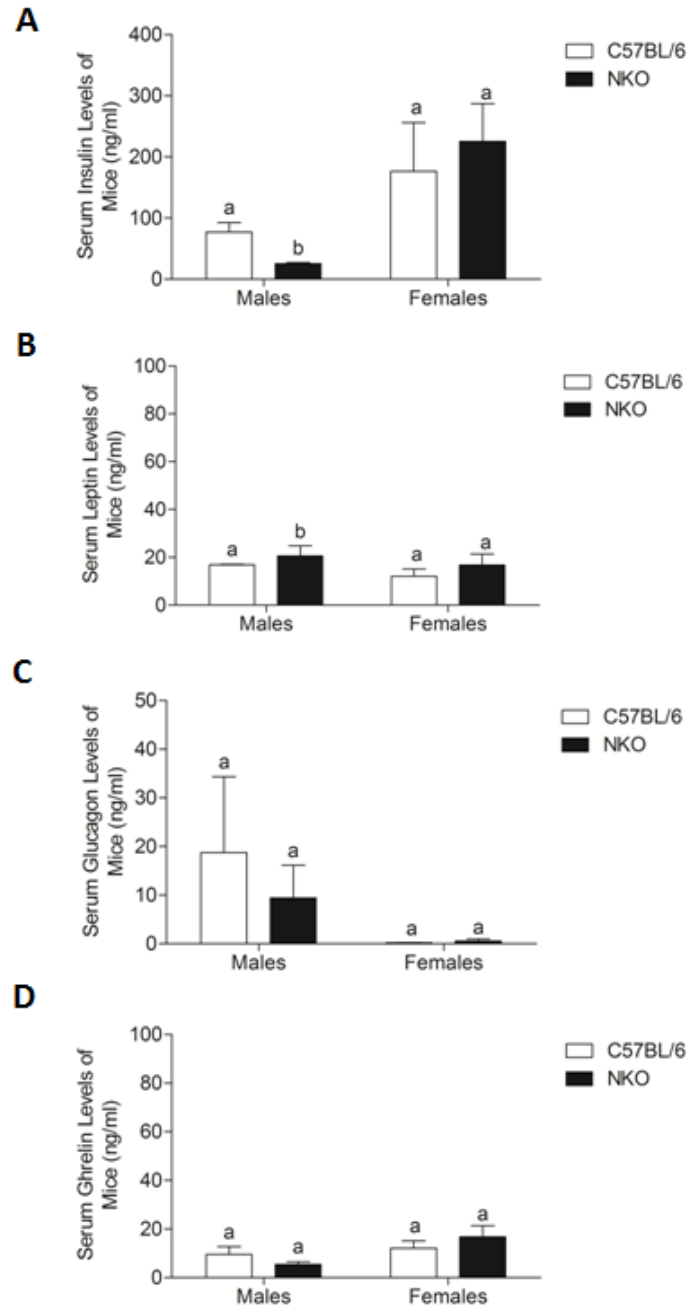 A
Serum Insulin Levels of
Mice (ng/ml)
400
300
200
100
0
a
b
a
a
Males
Females
C57BL/6
NKO
B
Serum Leptin Levels of
Mice (ng/ml)
100
80
60
40
20
0
a
b
a
a
Males
Females
C57BL/6
NKO
C
Serum Glucagon Levels of
Mice (ng/ml)
50
40
30
20
10
0
a
a
a
a
Males
Females
C57BL/6
NKO
D
Serum Ghrelin Levels of
Mice (ng/ml)
100
80
60
40
20
0
a
a
a
a
Males
Females
C57BL/6
NKO